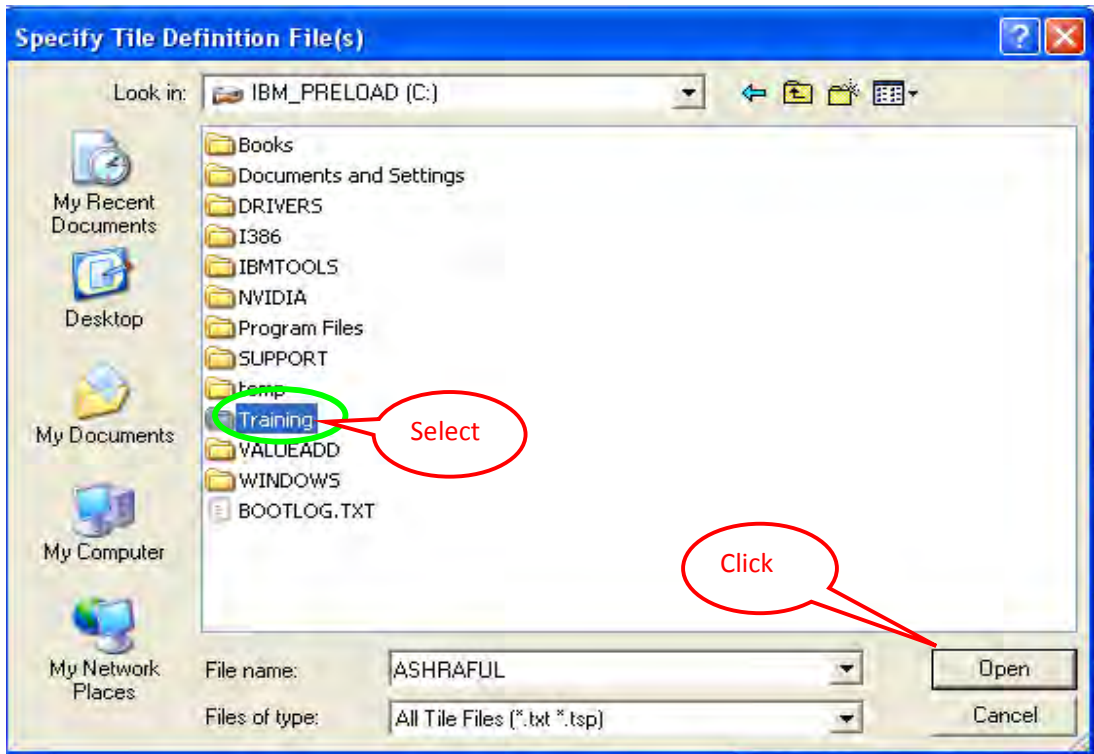 Specify Tile Definition File(s)
Look in:
IBM_PRELOAD (C:)
My Recent
Documents
Desktop
My Documents
My Computer
My Network
Places
Books
Documents and Settings
DRIVERS
I386
IBMTOOLS
NVIDIA
Program Files
SUPPORT
temp
Training
VALUEADD
WINDOWS
BOOTLOG.TXT
Select
Click
File name:
ASHRAFUL
Open
Files of type:
All Tile Files (*.txt *.tsp)
Cancel